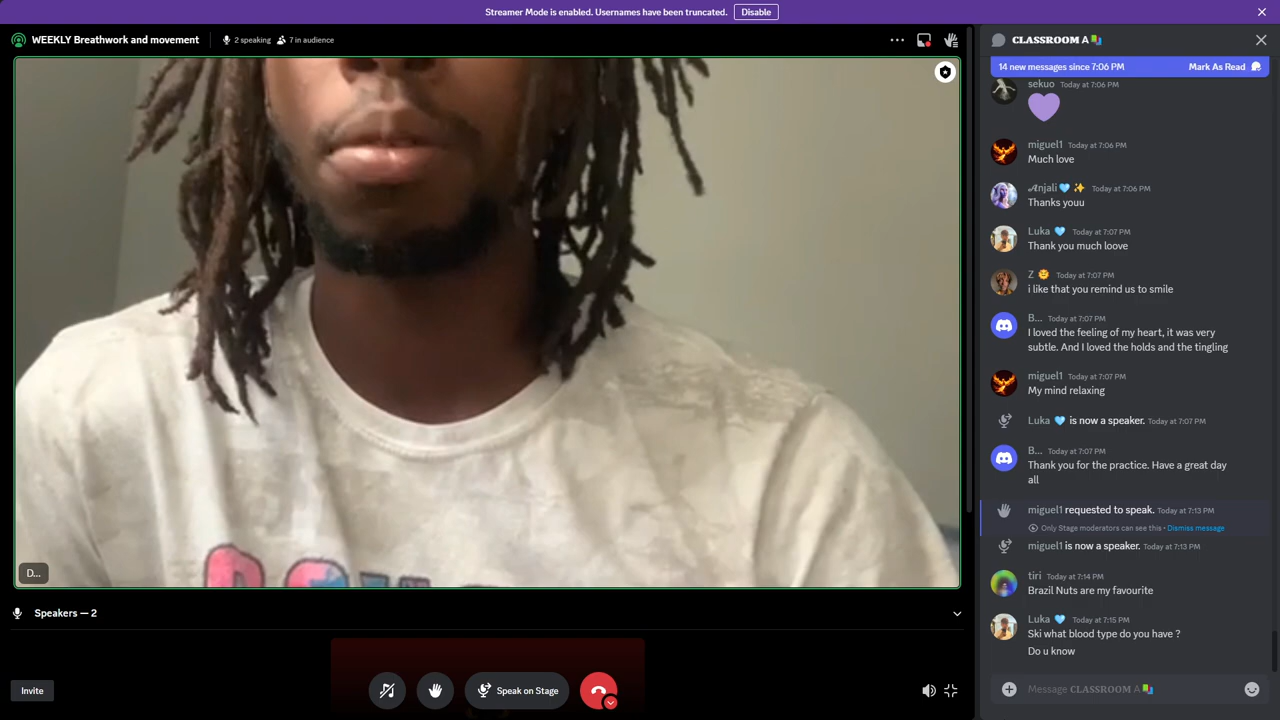 Streamer Mode is enabled. Usernames have been truncated. Disable
WEEKLY Breathwork and movement
2 speaking
7 in audience
D...
Speakers — 2
Invite
Speak on Stage
CLASSROOM A
14 new messages since 7:06 PM
Mark As Read
sekuo Today at 7:06 PM
miguel1 Today at 7:06 PM
Much love
Anjali Today at 7:06 PM
Thanks youu
Luka Today at 7:07 PM
Thank you much loove
Z Today at 7:07 PM
i like that you remind us to smile
B... Today at 7:07 PM
I loved the feeling of my heart, it was very
subtle. And I loved the holds and the tingling
miguel1 Today at 7:07 PM
My mind relaxing
Luka is now a speaker. Today at 7:07 PM
B... Today at 7:07 PM
Thank you for the practice. Have a great day
all
miguel1 requested to speak. Today at 7:13 PM
Only Stage moderators can see this • Dismiss message
miguel1 is now a speaker. Today at 7:13 PM
tiri Today at 7:14 PM
Brazil Nuts are my favourite
Luka Today at 7:15 PM
Ski what blood type do you have ?
Do u know
Message CLASSROOM A